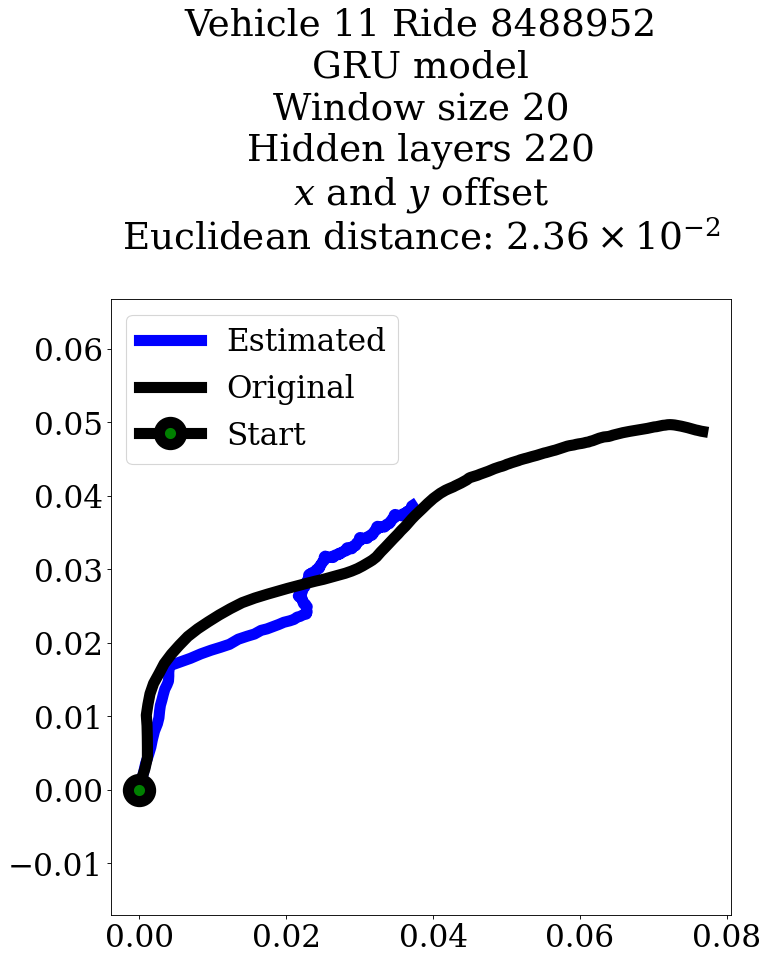 Vehicle 11 Ride 8488952
GRU model
Window size 20
Hidden layers 220
x and y offset
Euclidean distance: 2.36 × 10⁻²
Estimated
Original
Start
0.06
0.05
0.04
0.03
0.02
0.01
0.00
−0.01
0.00 0.02 0.04 0.06 0.08